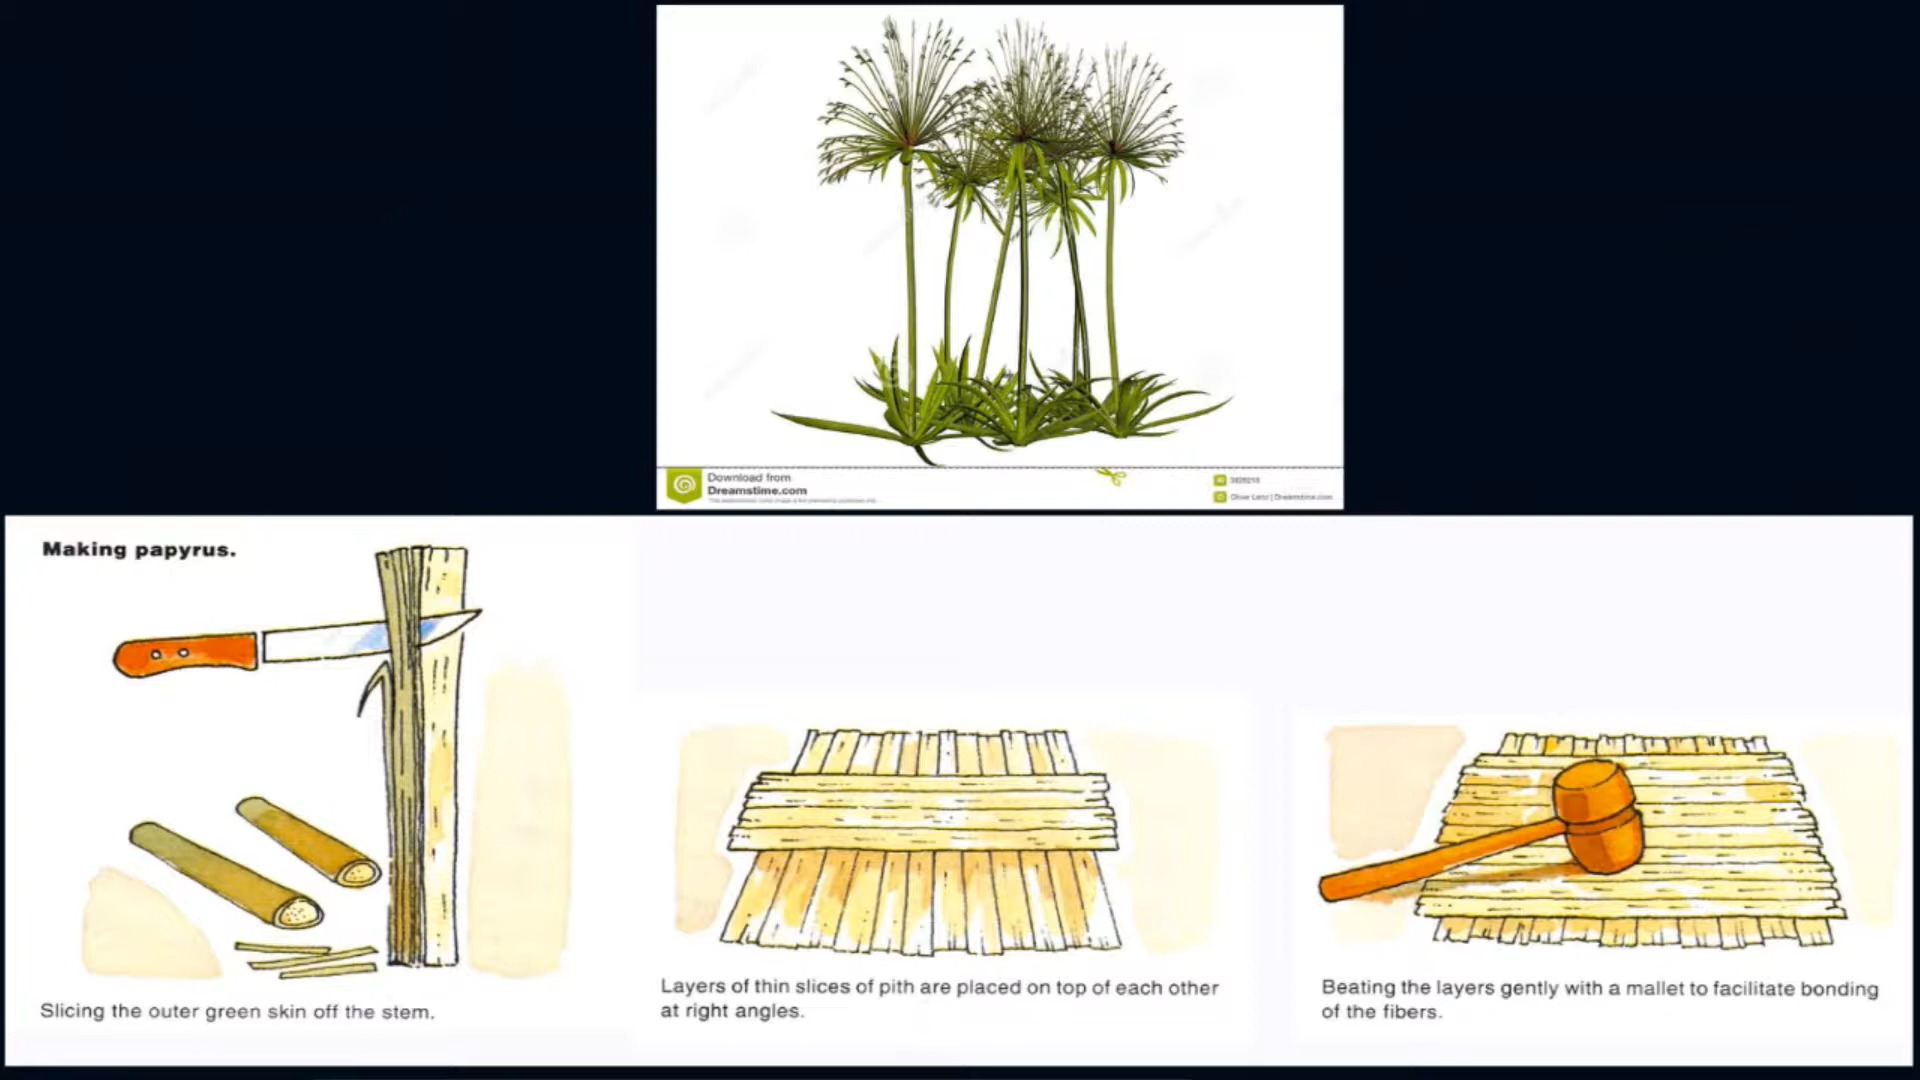 Download from
Dreamstime.com
Making papyrus.
Slicing the outer green skin off the stem.
Layers of thin slices of pith are placed on top of each other
at right angles.
Beating the layers gently with a mallet to facilitate bonding
of the fibers.